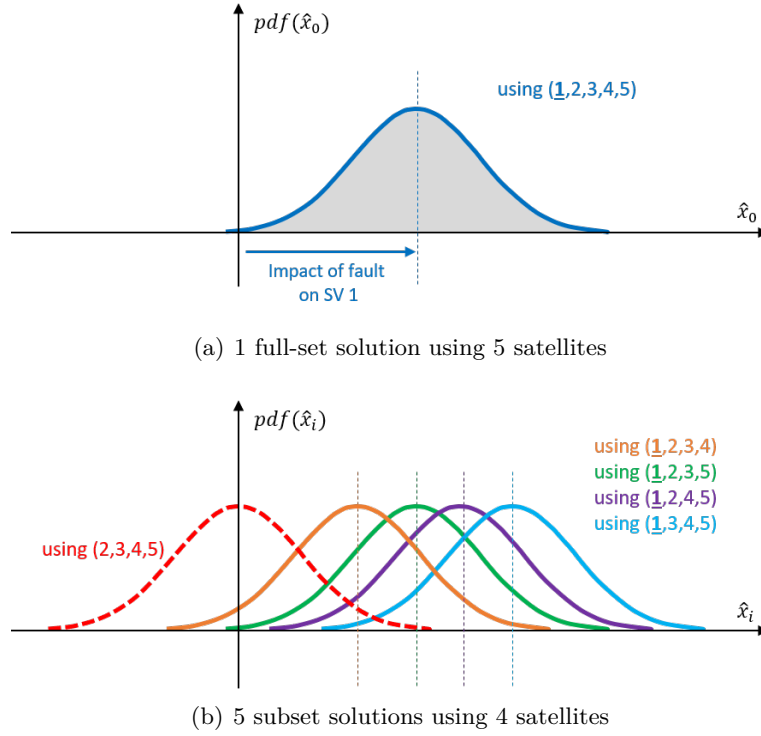 pdf(x̂₀)
using (1,2,3,4,5)
x̂₀
Impact of fault
on SV 1
(a) 1 full-set solution using 5 satellites
pdf(x̂ᵢ)
using (1,2,3,4)
using (1,2,3,5)
using (1,2,4,5)
using (1,3,4,5)
using (2,3,4,5)
x̂ᵢ
(b) 5 subset solutions using 4 satellites